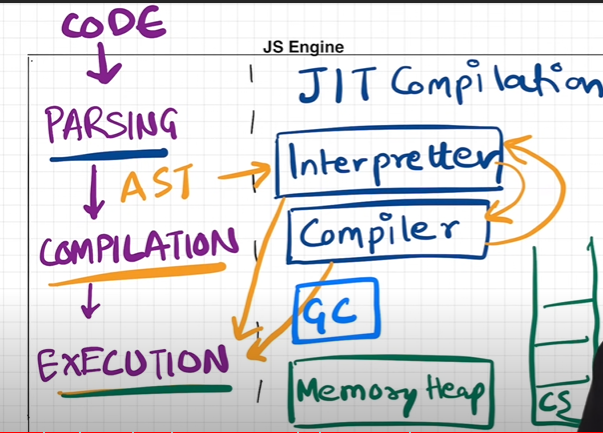 CODE
JS Engine
JIT Compilation
PARSING
AST
Interpretter
Compiler
COMPILATION
GC
EXECUTION
Memory Heap
CS